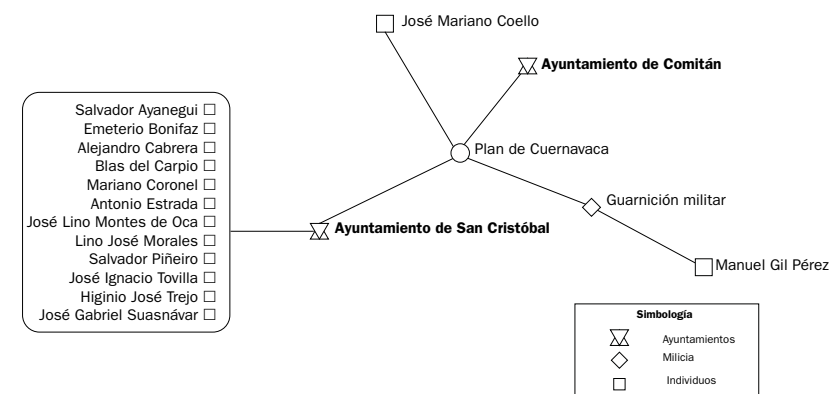 José Mariano Coello
Ayuntamiento de Comitán
Salvador Ayanegui
Emeterio Bonifaz
Alejandro Cabrera
Blas del Carpio
Mariano Coronel
Antonio Estrada
José Lino Montes de Oca
Lino José Morales
Salvador Piñeiro
José Ignacio Tovilla
Higinio José Trejo
José Gabriel Suasnávar
Plan de Cuernavaca
Guarnición militar
Ayuntamiento de San Cristóbal
Manuel Gil Pérez
Simbología
Ayuntamientos
Milicia
Individuos